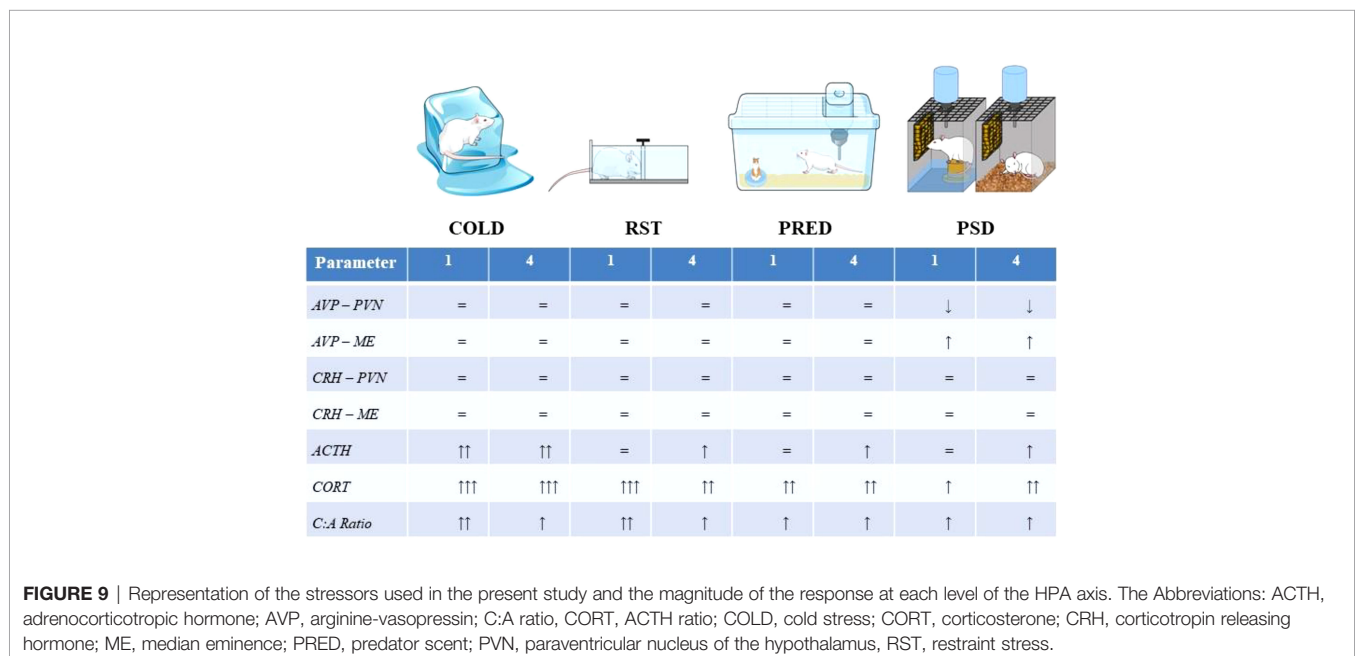 COLD RST PRED PSD
Parameter 1 4 1 4 1 4 1 4
AVP – PVN = = = = = = ↓ ↓
AVP – ME = = = = = = ↑ ↑
CRH – PVN = = = = = = = =
CRH – ME = = = = = = = =
ACTH ↑↑ ↑↑ = ↑ = ↑ = ↑
CORT ↑↑↑ ↑↑↑ ↑↑↑ ↑↑ ↑↑ ↑↑ ↑ ↑↑
C:A Ratio ↑↑ ↑ ↑↑ ↑ ↑ ↑ ↑ ↑
FIGURE 9 | Representation of the stressors used in the present study and the magnitude of the response at each level of the HPA axis. The Abbreviations: ACTH,
adrenocorticotropic hormone; AVP, arginine-vasopressin; C:A ratio, CORT, ACTH ratio; COLD, cold stress; CORT, corticosterone; CRH, corticotropin releasing
hormone; ME, median eminence; PRED, predator scent; PVN, paraventricular nucleus of the hypothalamus, RST, restraint stress.